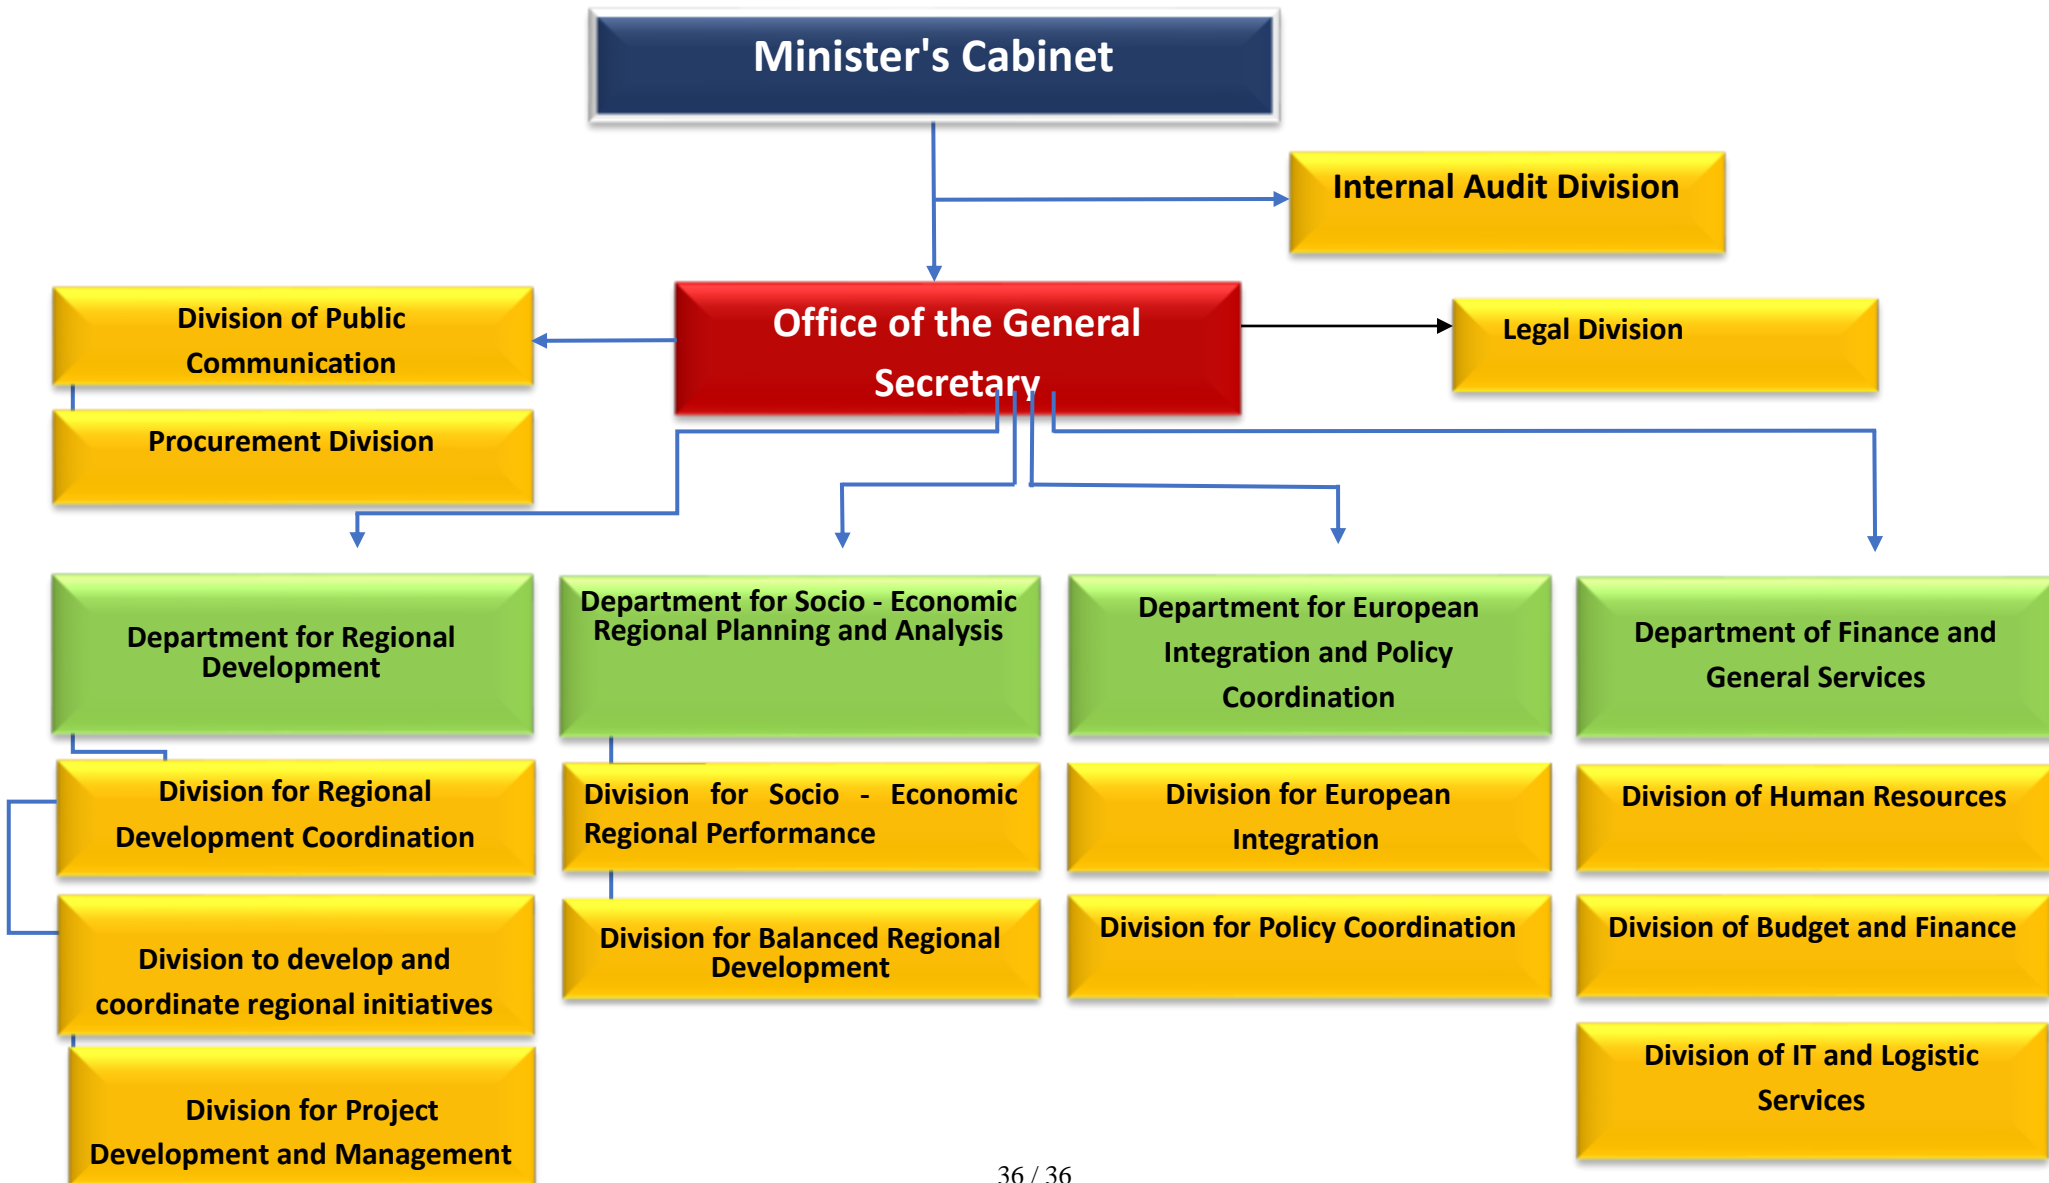 Minister's Cabinet
Internal Audit Division
Division of Public
Communication
Office of the General
Secretary
Legal Division
Procurement Division
Department for Regional
Development
Department for Socio - Economic
Regional Planning and Analysis
Department for European
Integration and Policy
Coordination
Department of Finance and
General Services
Division for Regional
Development Coordination
Division for Socio - Economic
Regional Performance
Division for European
Integration
Division of Human Resources
Division to develop and
coordinate regional initiatives
Division for Balanced Regional
Development
Division for Policy Coordination
Division of Budget and Finance
Division for Project
Development and Management
Division of IT and Logistic
Services
36 / 36